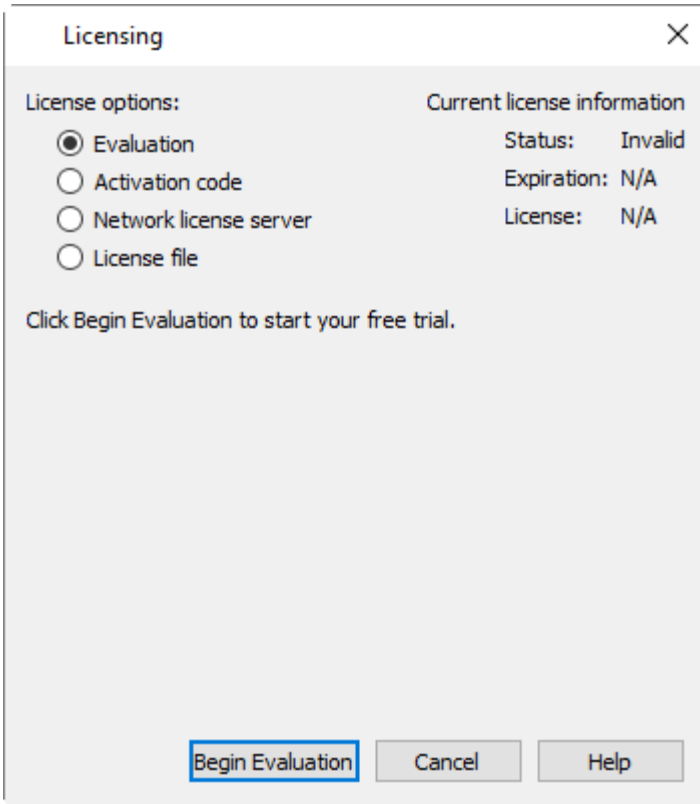 Licensing
License options:
Evaluation
Activation code
Network license server
License file
Current license information
Status: Invalid
Expiration: N/A
License: N/A
Click Begin Evaluation to start your free trial.
Begin Evaluation
Cancel
Help